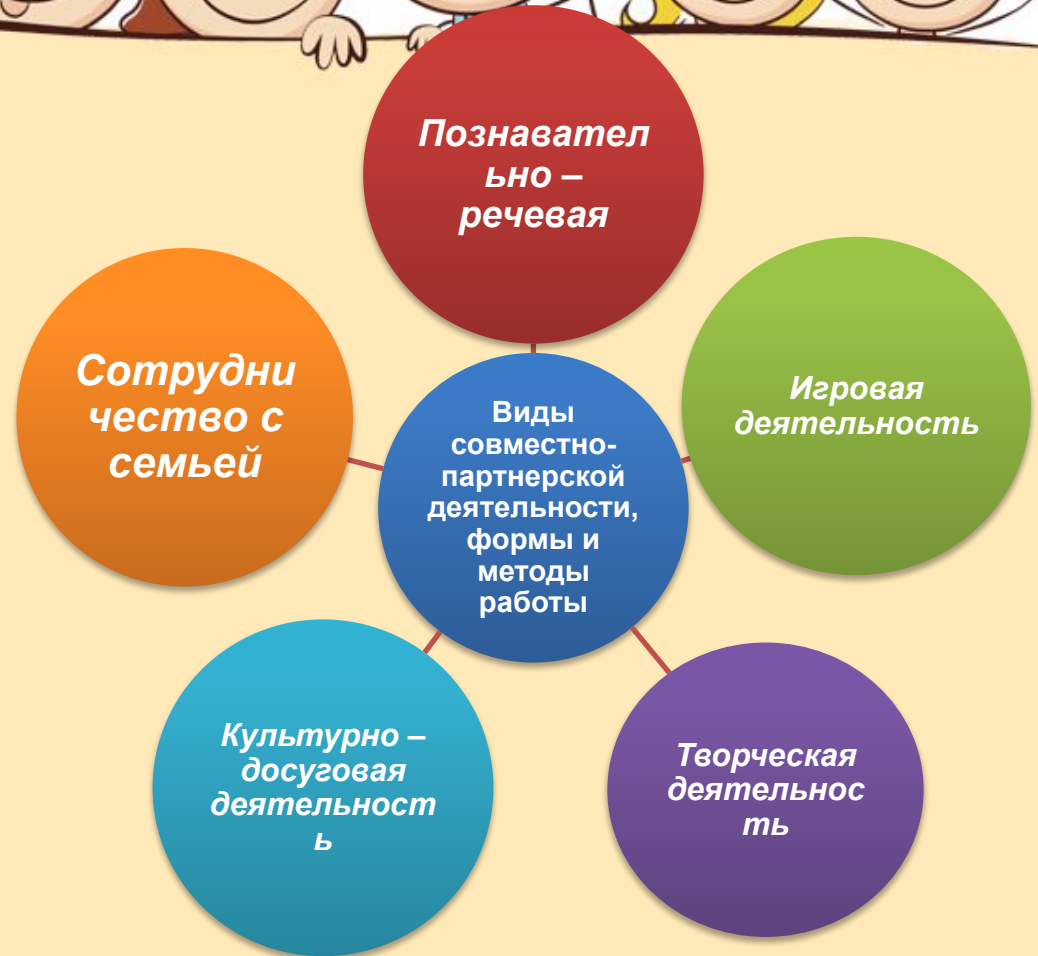 Познавател
ьно –
речевая
Сотрудни
чество с
семьей
Игровая
деятельность
Виды
совместно-
партнерской
деятельности,
формы и
методы
работы
Культурно –
досуговая
деятельност
ь
Творческая
деятельнос
ть